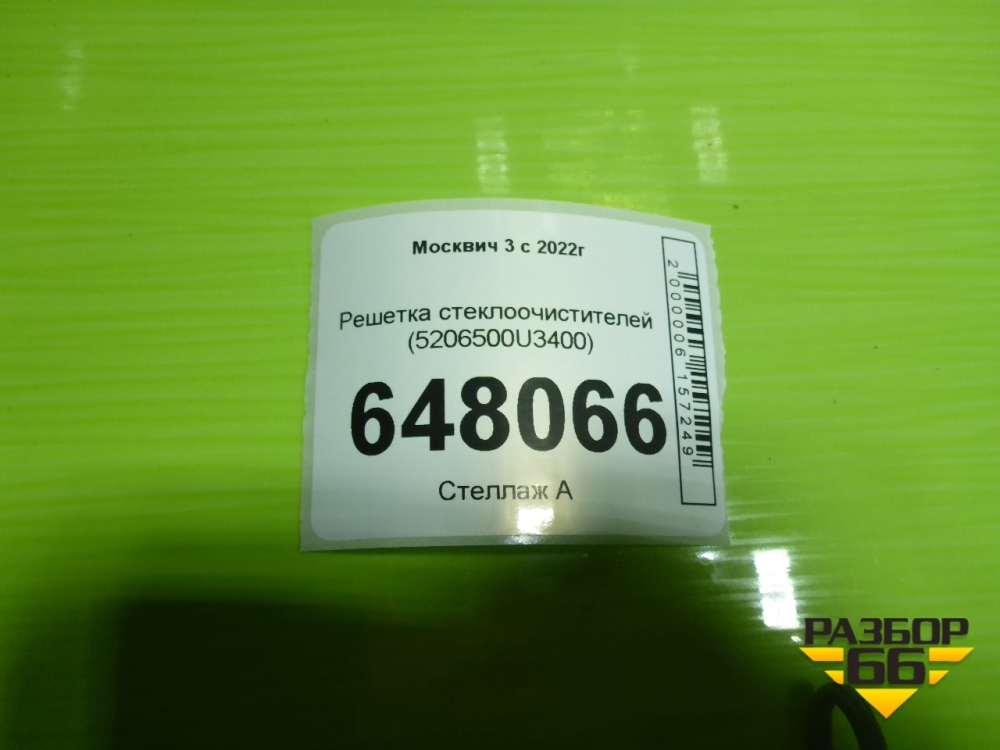 Москвич 3 с 2022г
Решетка стеклоочистителей
(5206500U3400)
648066
Стеллаж А
2000006157249
РАЗБОР
66